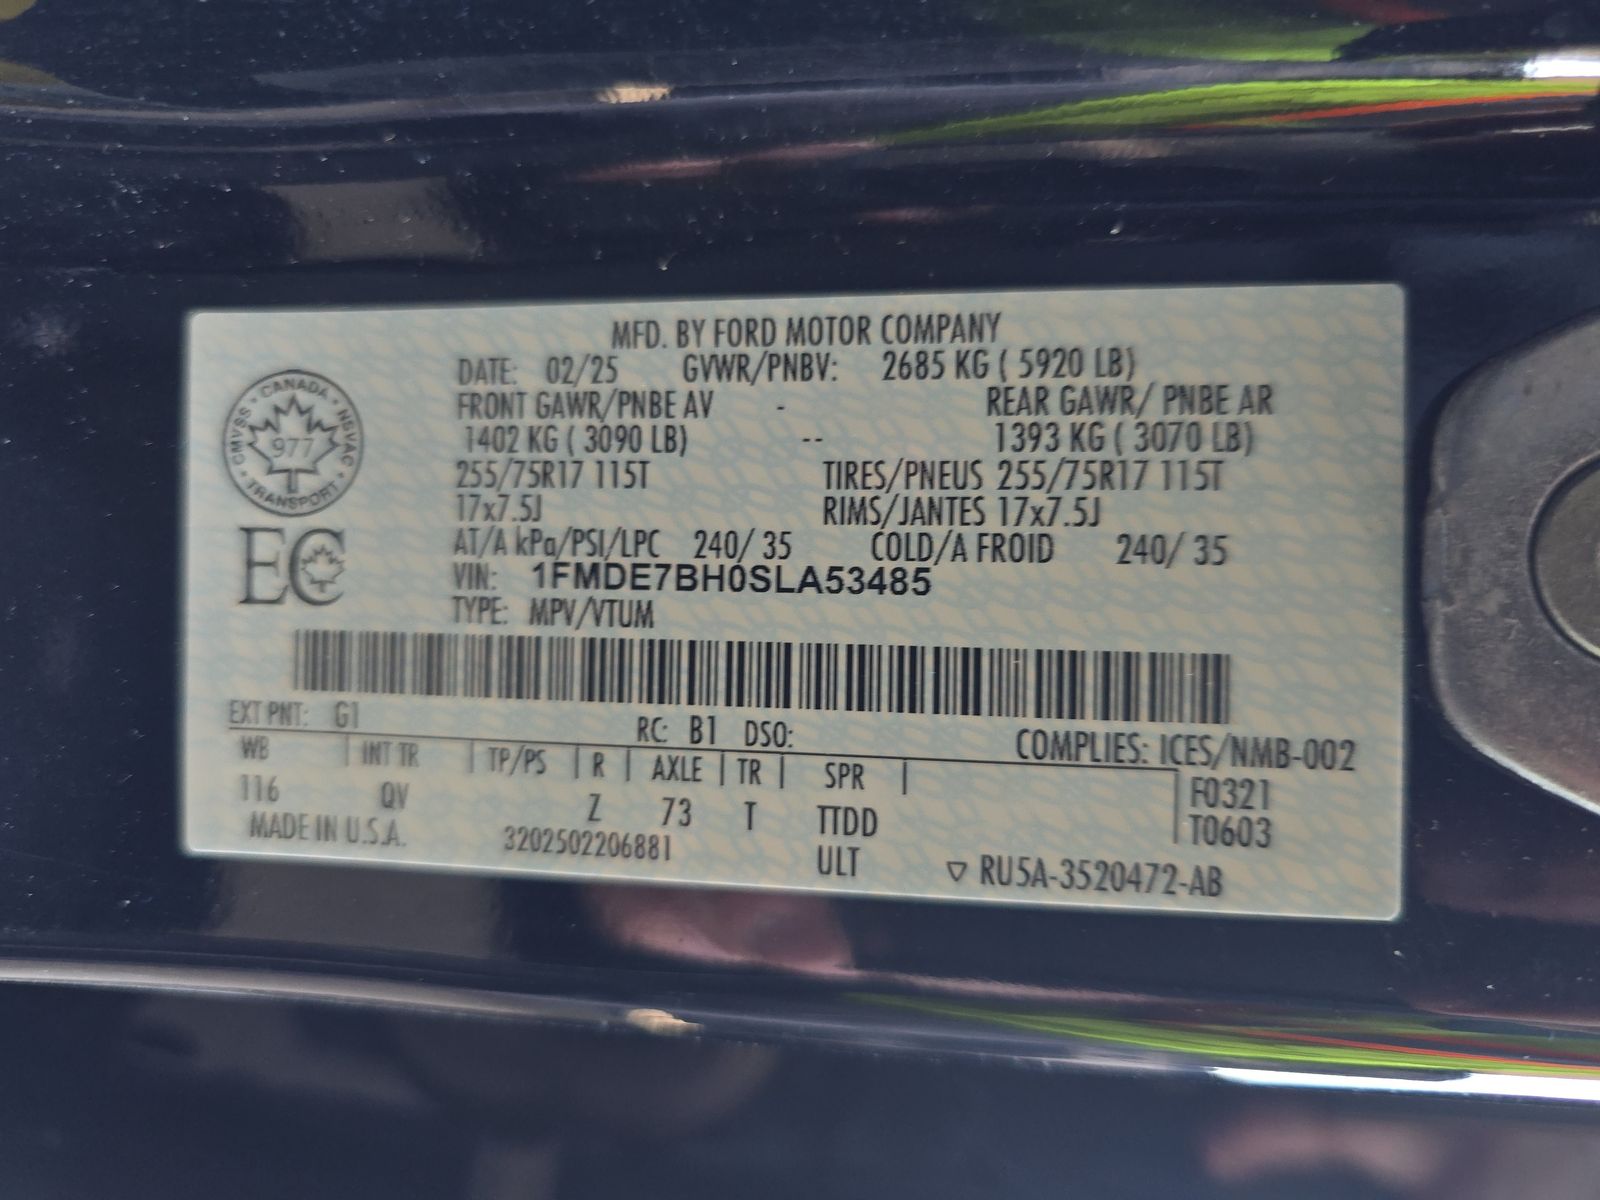 MFD. BY FORD MOTOR COMPANY
DATE: 02/25 GVWR/PNBV: 2685 KG ( 5920 LB)
FRONT GAWR/PNBE AV - REAR GAWR/ PNBE AR
1402 KG ( 3090 LB) -- 1393 KG ( 3070 LB)
255/75R17 115T TIRES/PNEUS 255/75R17 115T
17x7.5J RIMS/JANTES 17x7.5J
AT/A kPa/PSI/LPC 240/ 35 COLD/A FROID 240/ 35
VIN: 1FMDE7BH0SLA53485
TYPE: MPV/VTUM
CANADA • NSVAC • TRANSPORT • CMVSS •
977
EC
EXT PNT: G1 RC: B1 DSO:
COMPLIES: ICES/NMB-002
WB | INT TR | TP/PS | R | AXLE | TR | SPR |
116 QV Z 73 T TTDD
F0321
T0603
MADE IN U.S.A. 3202502206881 ULT ▽ RU5A-3520472-AB